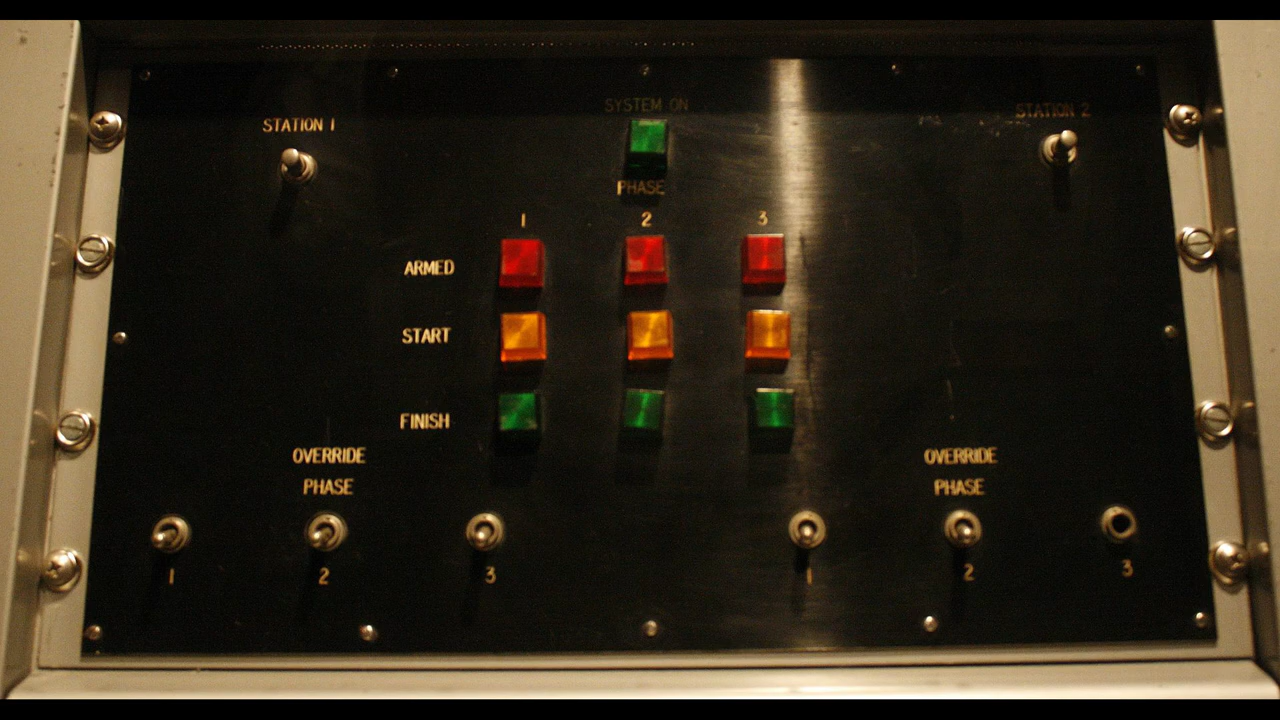 SYSTEM ON
STATION 1
STATION 2
PHASE
1 2 3
ARMED
START
FINISH
OVERRIDE
PHASE
OVERRIDE
PHASE
1 2 3
1 2 3